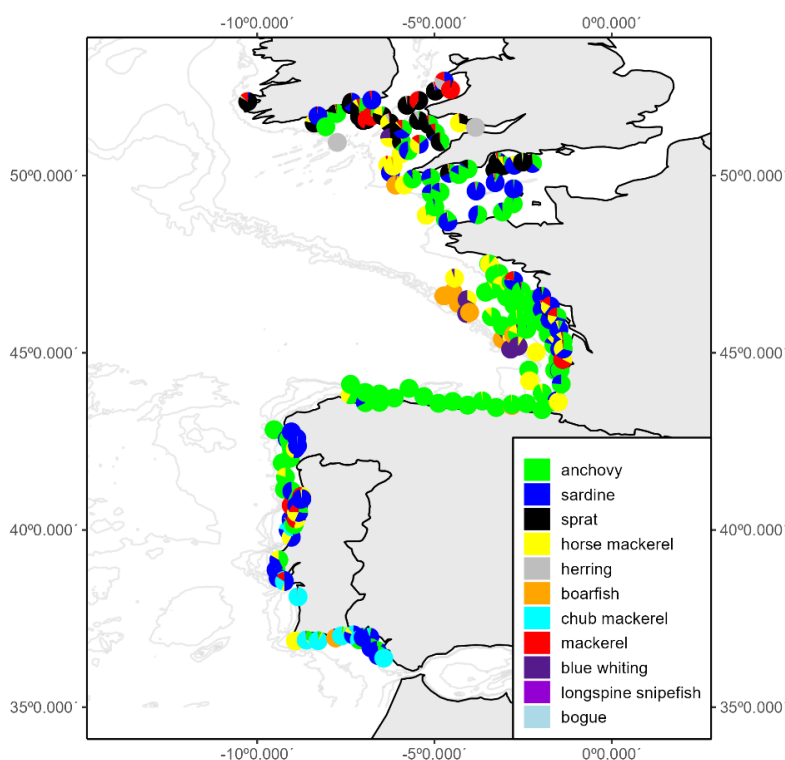 -10º0.000´ -5º0.000´ 0º0.000´
50º0.000´ 50º0.000´
45º0.000´ 45º0.000´
40º0.000´ 40º0.000´
35º0.000´ 35º0.000´
anchovy
sardine
sprat
horse mackerel
herring
boarfish
chub mackerel
mackerel
blue whiting
longspine snipefish
bogue
-10º0.000´ -5º0.000´ 0º0.000´